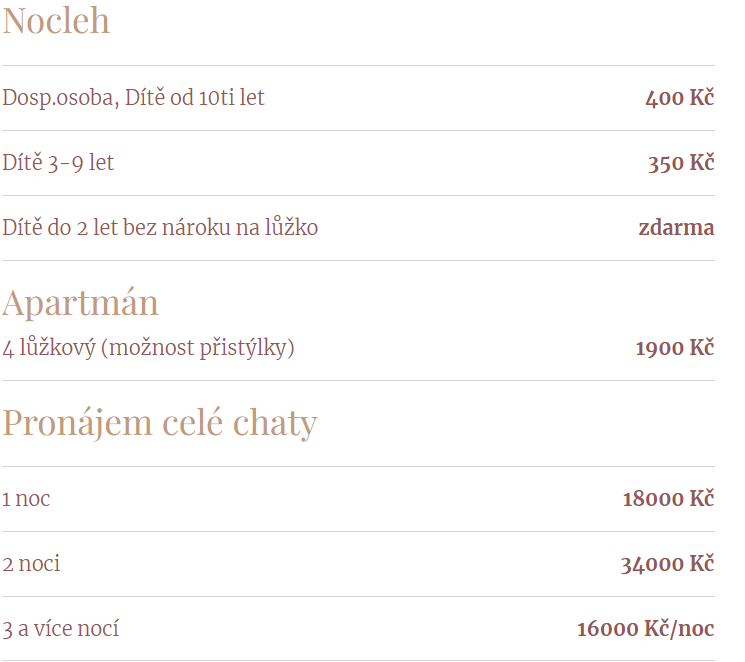 Nocleh
Dosp.osoba, Dítě od 10ti let 400 Kč
Dítě 3-9 let 350 Kč
Dítě do 2 let bez nároku na lůžko zdarma
Apartmán
4 lůžkový (možnost přistýlky) 1900 Kč
Pronájem celé chaty
1 noc 18000 Kč
2 noci 34000 Kč
3 a více nocí 16000 Kč/noc